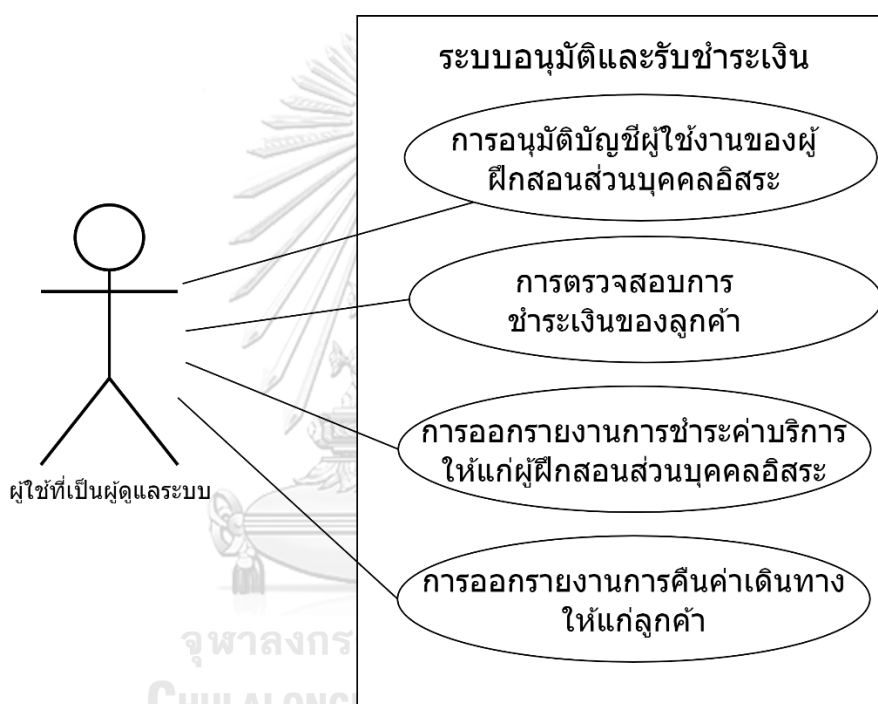 ระบบอนุมัติและรับชำระเงิน
การอนุมัติบัญชีผู้ใช้งานของผู้
ฝึกสอนส่วนบุคคลอิสระ
การตรวจสอบการ
ชำระเงินของลูกค้า
การออกรายงานการชำระค่าบริการ
ให้แก่ผู้ฝึกสอนส่วนบุคคลอิสระ
ผู้ใช้ที่เป็นผู้ดูแลระบบ
การออกรายงานการคืนค่าเดินทาง
ให้แก่ลูกค้า
จุฬาลงกร
CHULALONG